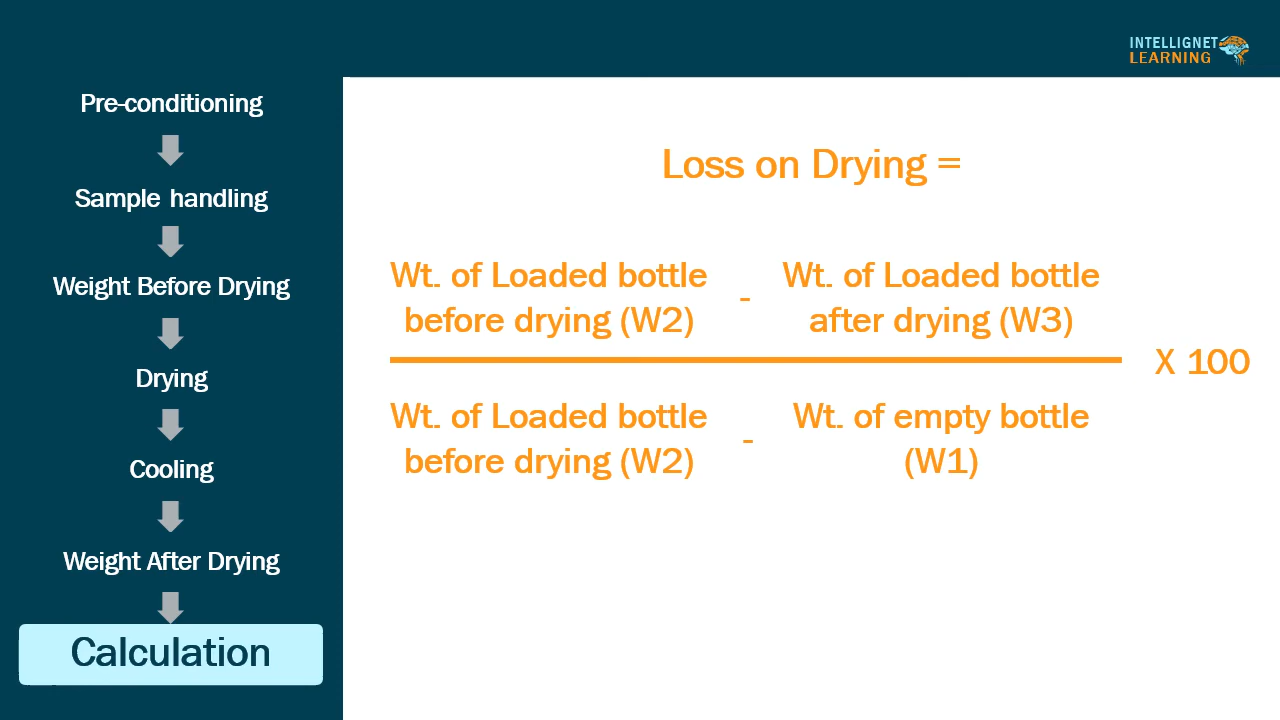 INTELLIGNET
LEARNING
Pre-conditioning
Sample handling
Weight Before Drying
Drying
Cooling
Weight After Drying
Calculation
Loss on Drying =
Wt. of Loaded bottle
before drying (W2)
-
Wt. of Loaded bottle
after drying (W3)
X 100
Wt. of Loaded bottle
before drying (W2)
-
Wt. of empty bottle
(W1)